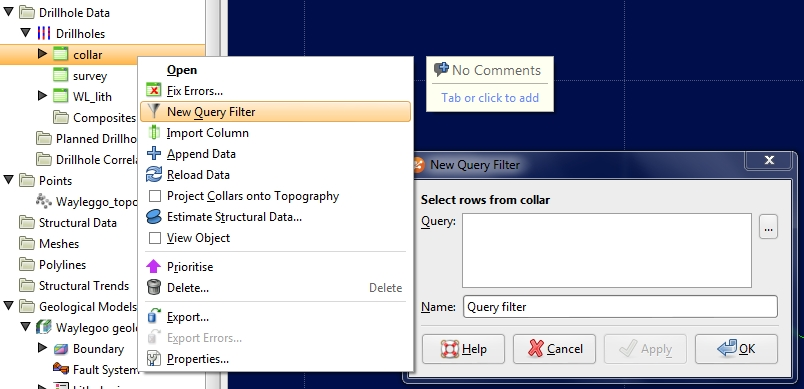 Drillhole Data
Drillholes
collar
survey
WL_lith
Composites
Planned Drillho
Drillhole Correla
Points
Wayleggo_topo
Structural Data
Meshes
Polylines
Structural Trends
Geological Models
Waylegoo geolo
Boundary
Fault System
Open
Fix Errors...
New Query Filter
Import Column
Append Data
Reload Data
Project Collars onto Topography
Estimate Structural Data...
View Object
Prioritise
Delete... Delete
Export...
Export Errors...
Properties...
No Comments
Tab or click to add
New Query Filter
X
Select rows from collar
Query:
...
Name: Query filter
Help
Cancel
Apply
OK